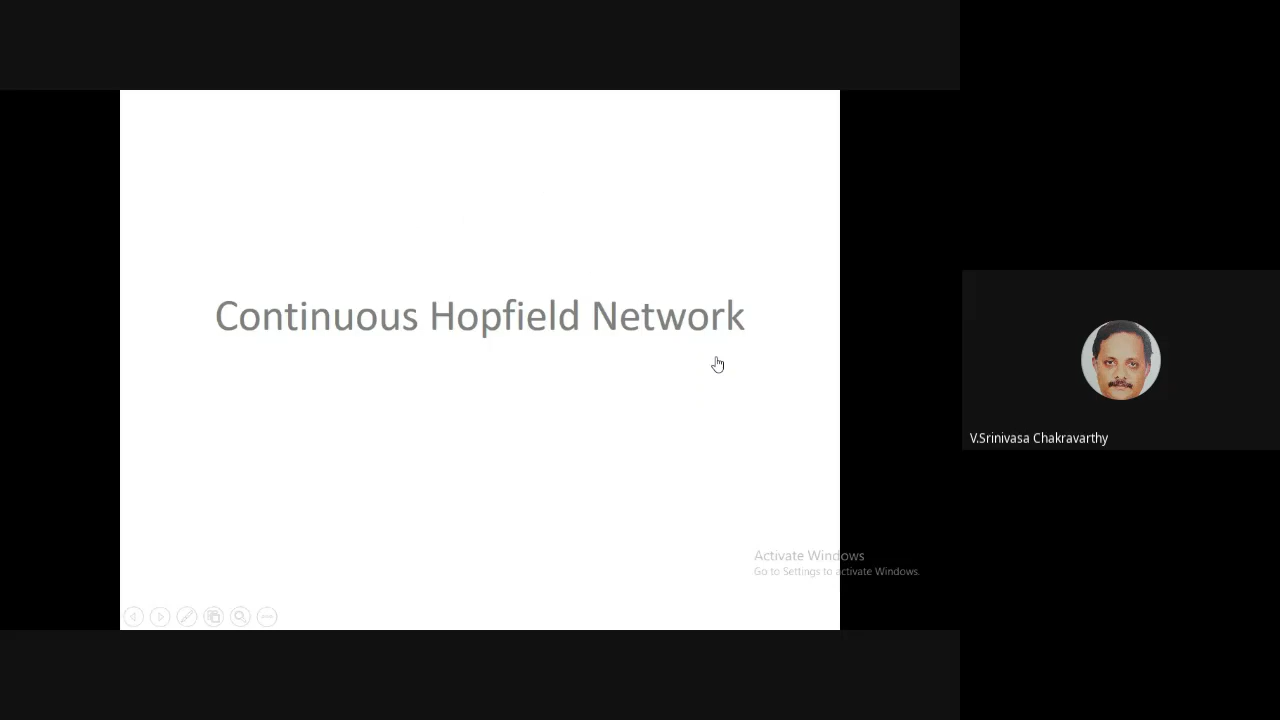 Continuous Hopfield Network
V.Srinivasa Chakravarthy
Activate Windows
Go to Settings to activate Windows.